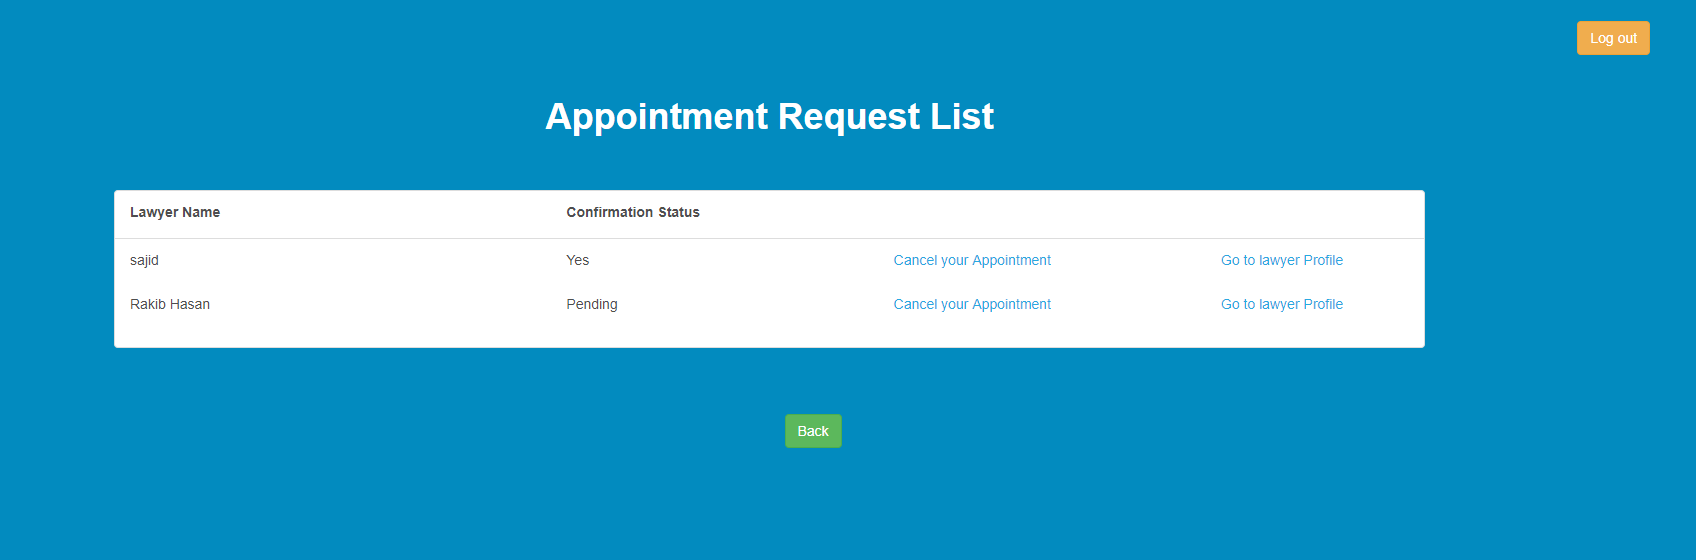 Log out
Appointment Request List
Lawyer Name Confirmation Status
sajid Yes Cancel your Appointment Go to lawyer Profile
Rakib Hasan Pending Cancel your Appointment Go to lawyer Profile
Back